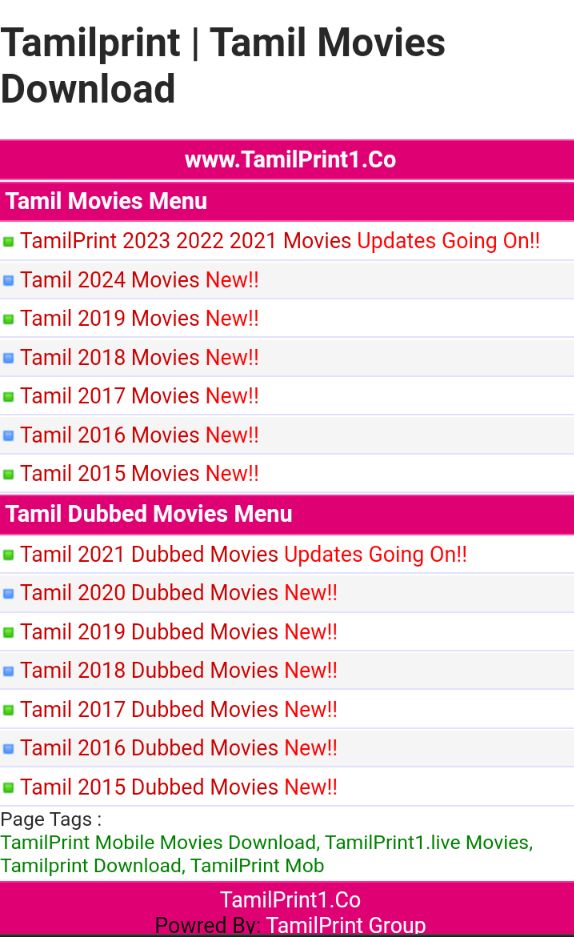 Tamilprint | Tamil Movies
Download
www.TamilPrint1.Co
Tamil Movies Menu
TamilPrint 2023 2022 2021 Movies Updates Going On!!
Tamil 2024 Movies New!!
Tamil 2019 Movies New!!
Tamil 2018 Movies New!!
Tamil 2017 Movies New!!
Tamil 2016 Movies New!!
Tamil 2015 Movies New!!
Tamil Dubbed Movies Menu
Tamil 2021 Dubbed Movies Updates Going On!!
Tamil 2020 Dubbed Movies New!!
Tamil 2019 Dubbed Movies New!!
Tamil 2018 Dubbed Movies New!!
Tamil 2017 Dubbed Movies New!!
Tamil 2016 Dubbed Movies New!!
Tamil 2015 Dubbed Movies New!!
Page Tags :
TamilPrint Mobile Movies Download, TamilPrint1.live Movies,
Tamilprint Download, TamilPrint Mob
TamilPrint1.Co
Powred By: TamilPrint Group